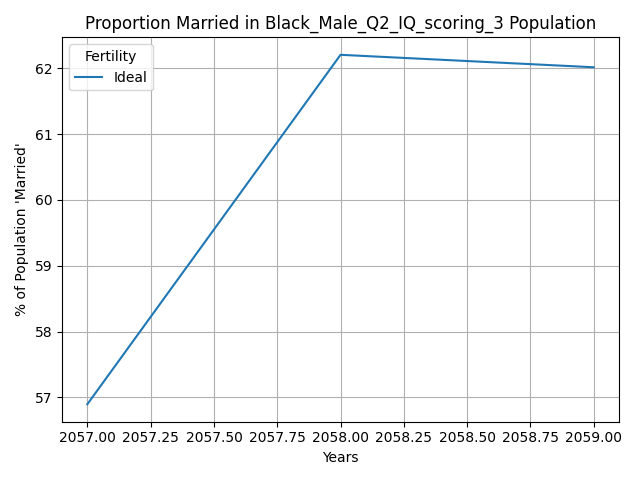 Proportion Married in Black_Male_Q2_IQ_scoring_3 Population
Fertility
Ideal
% of Population 'Married'
62
61
60
59
58
57
2057.00 2057.25 2057.50 2057.75 2058.00 2058.25 2058.50 2058.75 2059.00
Years